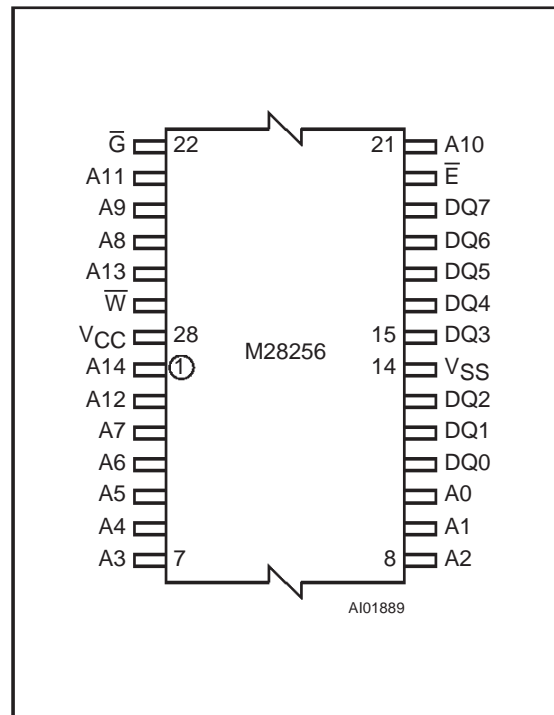 G̅ 22 21 A10
A11 E̅
A9 DQ7
A8 DQ6
A13 DQ5
W̅ DQ4
VCC 28 15 DQ3
M28256
A14 1 14 VSS
A12 DQ2
A7 DQ1
A6 DQ0
A5 A0
A4 A1
A3 7 8 A2
AI01889